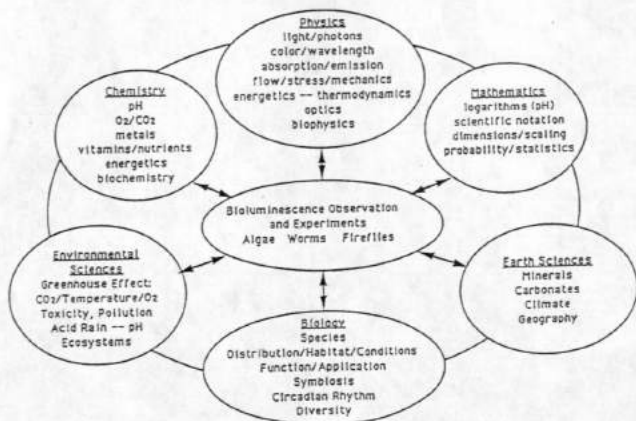 Physics
light/photons
color/wavelength
absorption/emission
flow/stress/mechanics
energetics -- thermodynamics
optics
biophysics
Chemistry
pH
O₂/CO₂
metals
vitamins/nutrients
energetics
biochemistry
Mathematics
logarithms (pH)
scientific notation
dimensions/scaling
probability/statistics
Bioluminescence Observation
and Experiments
Algae Worms Fireflies
Environmental
Sciences
Greenhouse Effect:
CO₂/Temperature/O₂
Toxicity, Pollution
Acid Rain -- pH
Ecosystems
Earth Sciences
Minerals
Carbonates
Climate
Geography
Biology
Species
Distribution/Habitat/Conditions
Function/Application
Symbiosis
Circadian Rhythm
Diversity